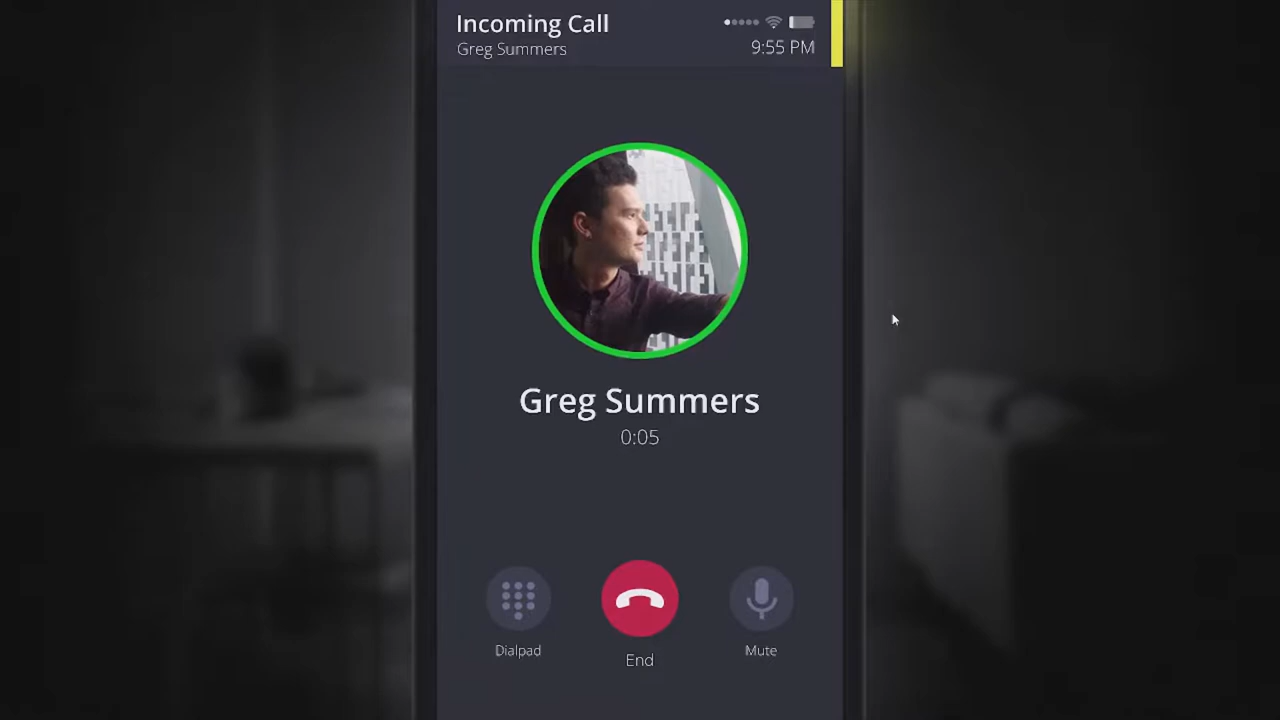 Incoming Call
Greg Summers
9:55 PM
Greg Summers
0:05
Dialpad
End
Mute